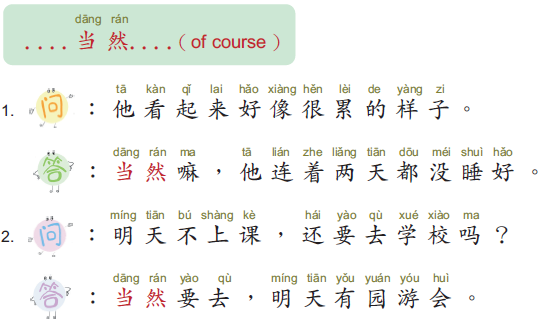 dāng rán
....当然....( of course )
tā kàn qǐ lai hǎo xiàng hěn lèi de yàng zi
1. 问：他看起来好像很累的样子。
dāng rán ma tā lián zhe liǎng tiān dōu méi shuì hǎo
答：当然嘛，他连着两天都没睡好。
míng tiān bú shàng kè hái yào qù xué xiào ma
2. 问：明天不上课，还要去学校吗？
dāng rán yào qù míng tiān yǒu yuán yóu huì
答：当然要去，明天有园游会。